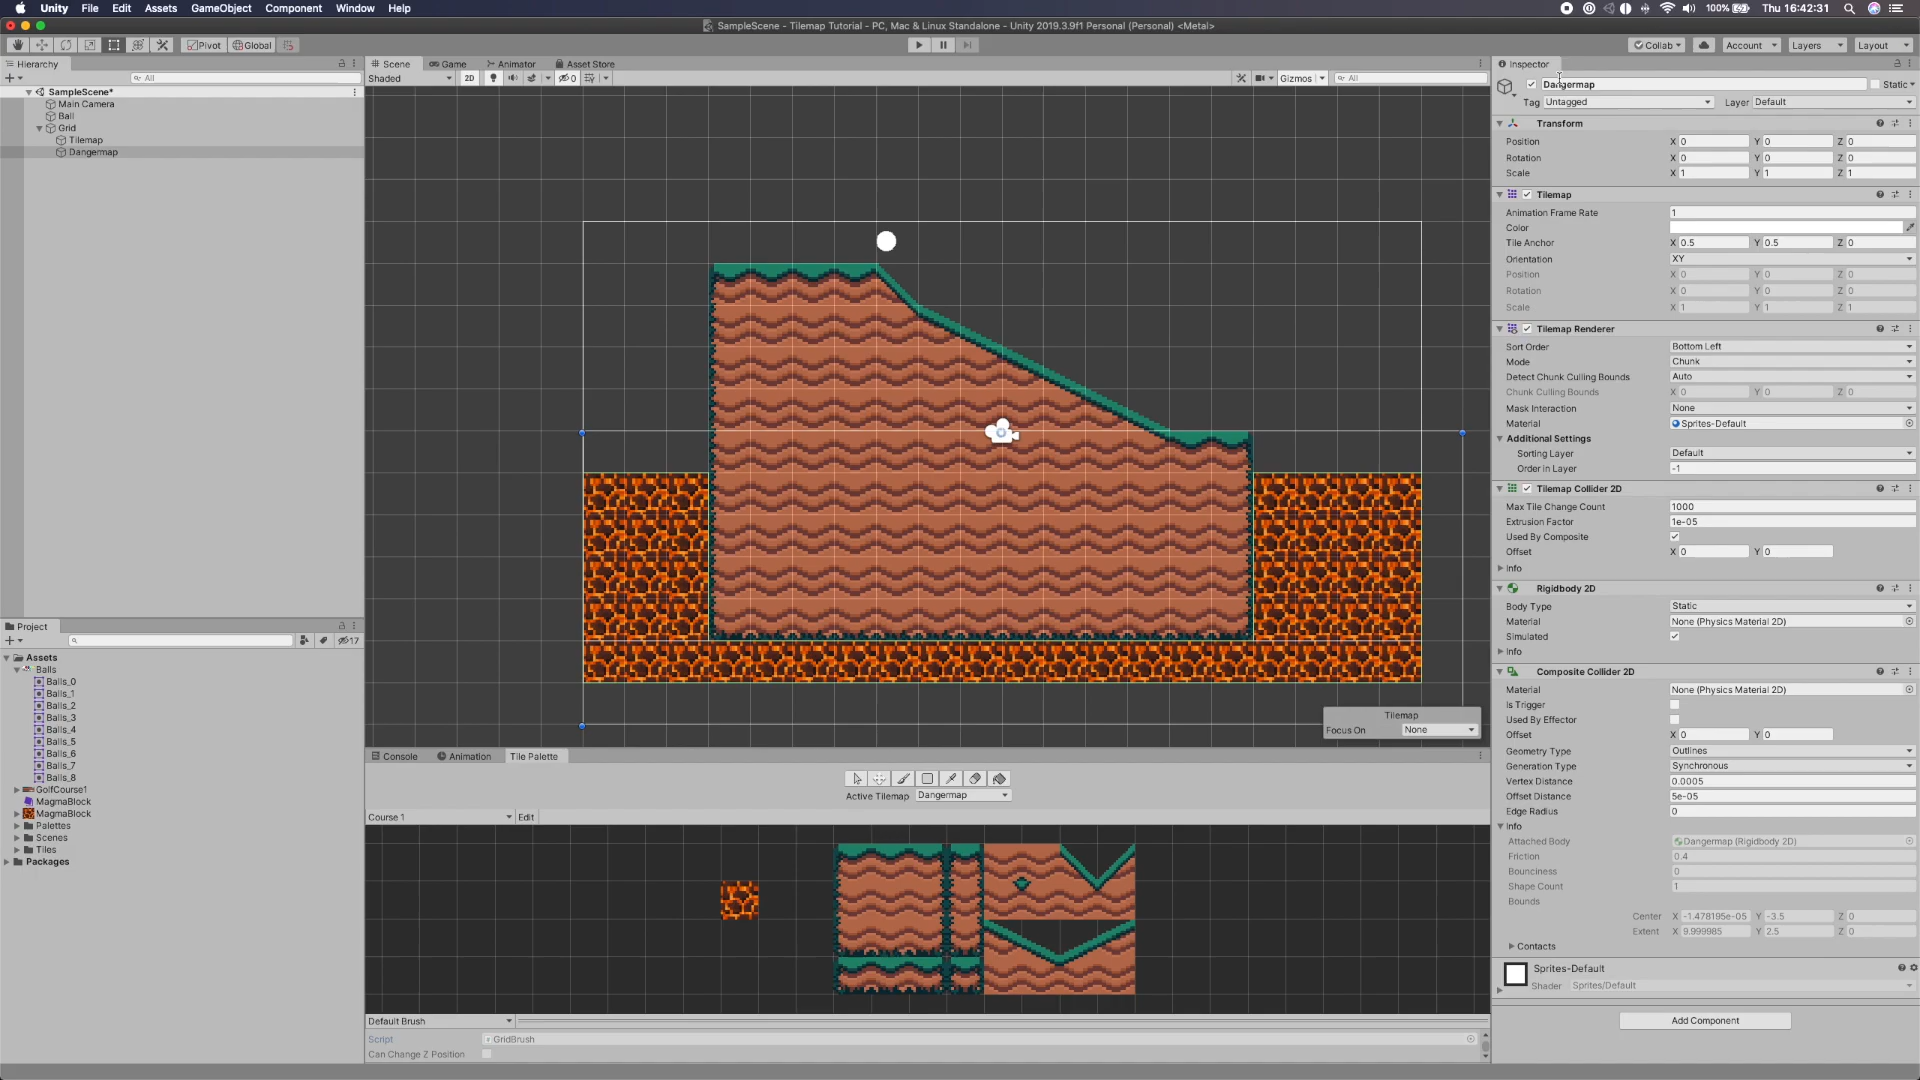 Unity File Edit Assets GameObject Component Window Help
100% Thu 16:42:31
SampleScene - Tilemap Tutorial - PC, Mac & Linux Standalone - Unity 2019.3.9f1 Personal (Personal) <Metal>
Pivot Global
Collab Account Layers Layout
Hierarchy
All
SampleScene*
Main Camera
Ball
Grid
Tilemap
Dangermap
Scene Game Animator Asset Store
Shaded 2D 0 Gizmos All
Tilemap
Focus On None
Project
17
Assets
Balls
Balls_0
Balls_1
Balls_2
Balls_3
Balls_4
Balls_5
Balls_6
Balls_7
Balls_8
GolfCourse1
MagmaBlock
MagmaBlock
Palettes
Scenes
Tiles
Packages
Console Animation Tile Palette
Active Tilemap Dangermap
Course 1 Edit
Default Brush
Script GridBrush
Can Change Z Position
Inspector
Dangermap Static
Tag Untagged Layer Default
Transform
Position X 0 Y 0 Z 0
Rotation X 0 Y 0 Z 0
Scale X 1 Y 1 Z 1
Tilemap
Animation Frame Rate 1
Color
Tile Anchor X 0.5 Y 0.5 Z 0
Orientation XY
Position X 0 Y 0 Z 0
Rotation X 0 Y 0 Z 0
Scale X 1 Y 1 Z 1
Tilemap Renderer
Sort Order Bottom Left
Mode Chunk
Detect Chunk Culling Bounds Auto
Chunk Culling Bounds X 0 Y 0 Z 0
Mask Interaction None
Material Sprites-Default
Additional Settings
Sorting Layer Default
Order in Layer -1
Tilemap Collider 2D
Max Tile Change Count 1000
Extrusion Factor 1e-05
Used By Composite
Offset X 0 Y 0
Info
Rigidbody 2D
Body Type Static
Material None (Physics Material 2D)
Simulated
Info
Composite Collider 2D
Material None (Physics Material 2D)
Is Trigger
Used By Effector
Offset X 0 Y 0
Geometry Type Outlines
Generation Type Synchronous
Vertex Distance 0.0005
Offset Distance 5e-05
Edge Radius 0
Info
Attached Body Dangermap (Rigidbody 2D)
Friction 0.4
Bounciness 0
Shape Count 1
Bounds
Center X -1.478195e-05 Y -3.5 Z 0
Extent X 9.999985 Y 2.5 Z 0
Contacts
Sprites-Default
Shader Sprites/Default
Add Component